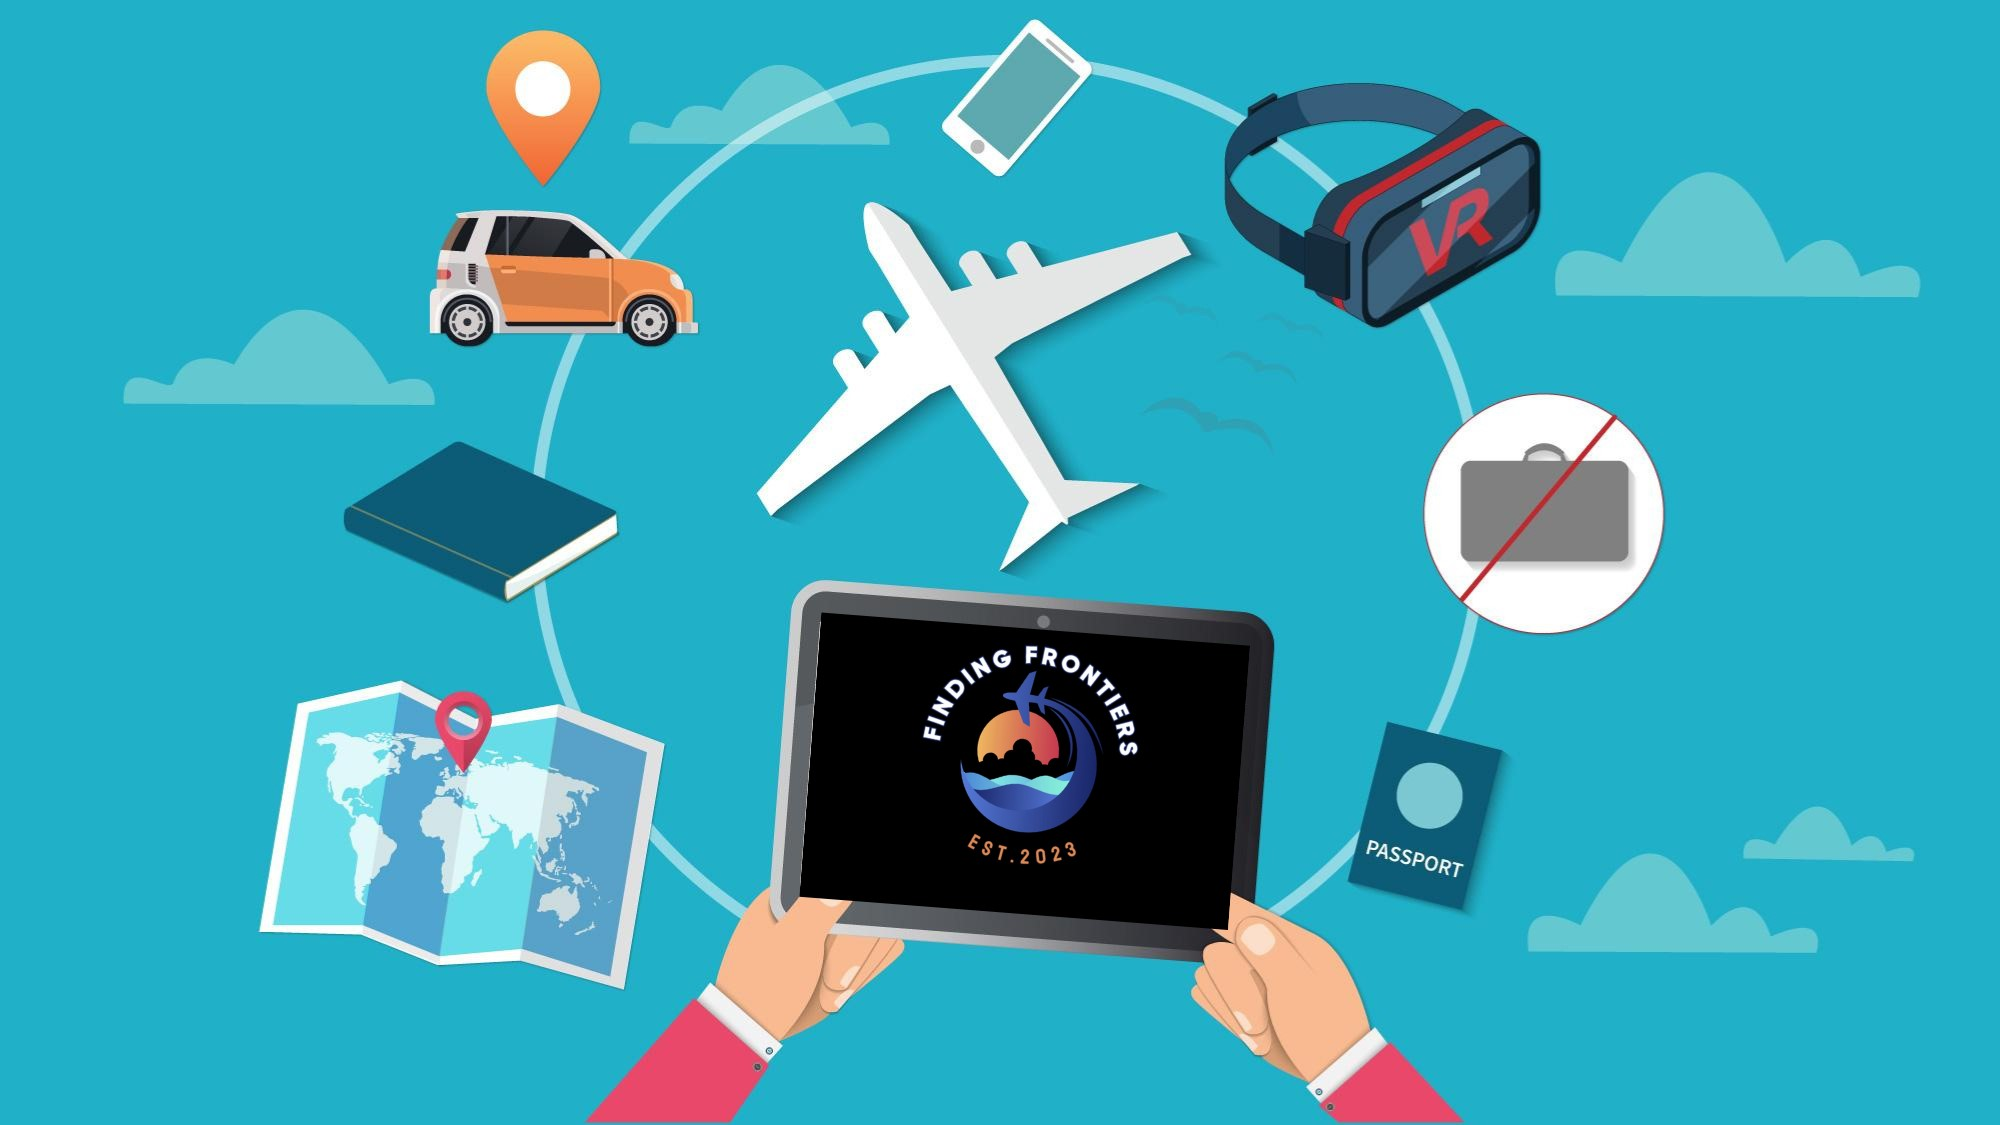 VR
FINDING FRONTIERS
EST.2023
PASSPORT